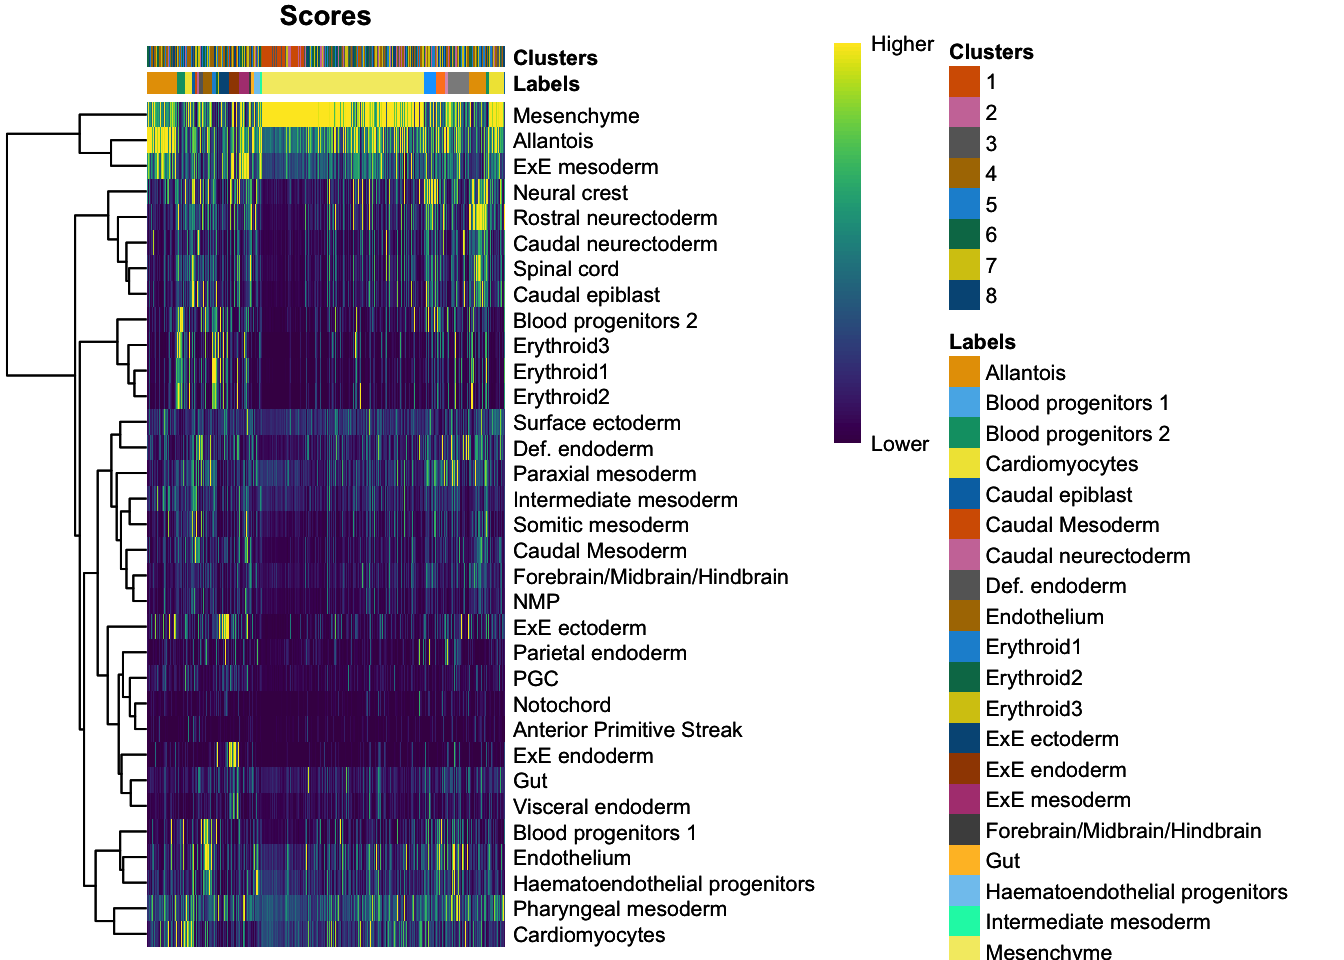 Scores
Clusters
Labels
Mesenchyme
Allantois
ExE mesoderm
Neural crest
Rostral neurectoderm
Caudal neurectoderm
Spinal cord
Caudal epiblast
Blood progenitors 2
Erythroid3
Erythroid1
Erythroid2
Surface ectoderm
Def. endoderm
Paraxial mesoderm
Intermediate mesoderm
Somitic mesoderm
Caudal Mesoderm
Forebrain/Midbrain/Hindbrain
NMP
ExE ectoderm
Parietal endoderm
PGC
Notochord
Anterior Primitive Streak
ExE endoderm
Gut
Visceral endoderm
Blood progenitors 1
Endothelium
Haematoendothelial progenitors
Pharyngeal mesoderm
Cardiomyocytes
Higher
Lower
Clusters
1
2
3
4
5
6
7
8
Labels
Allantois
Blood progenitors 1
Blood progenitors 2
Cardiomyocytes
Caudal epiblast
Caudal Mesoderm
Caudal neurectoderm
Def. endoderm
Endothelium
Erythroid1
Erythroid2
Erythroid3
ExE ectoderm
ExE endoderm
ExE mesoderm
Forebrain/Midbrain/Hindbrain
Gut
Haematoendothelial progenitors
Intermediate mesoderm
Mesenchyme